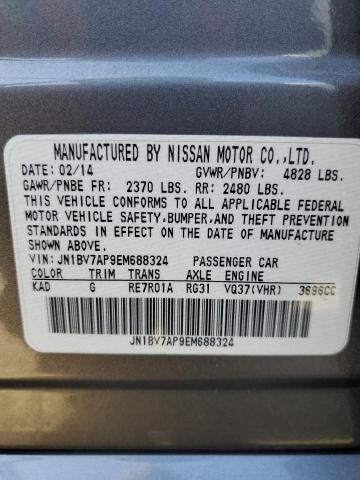 MANUFACTURED BY NISSAN MOTOR CO.,LTD.
DATE: 02/14 GVWR/PNBV: 4828 LBS.
GAWR/PNBE FR: 2370 LBS. RR: 2480 LBS.
THIS VEHICLE CONFORMS TO ALL APPLICABLE FEDERAL
MOTOR VEHICLE SAFETY,BUMPER,AND THEFT PREVENTION
STANDARDS IN EFFECT ON THE DATE OF MANUFACTURE
SHOWN ABOVE.
VIN: JN1BV7AP9EM688324 PASSENGER CAR
COLOR TRIM TRANS AXLE ENGINE
KAD G RE7R01A RG31 VQ37(VHR) 3696CC
JN1BV7AP9EM688324